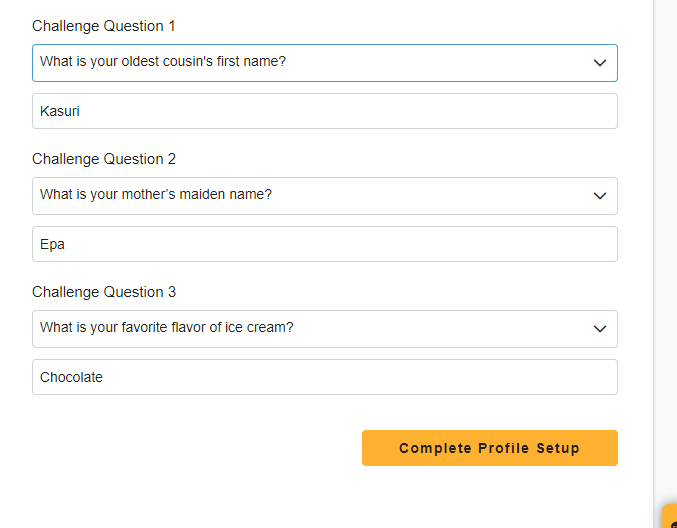 Challenge Question 1
What is your oldest cousin's first name?
Kasuri
Challenge Question 2
What is your mother's maiden name?
Epa
Challenge Question 3
What is your favorite flavor of ice cream?
Chocolate
Complete Profile Setup